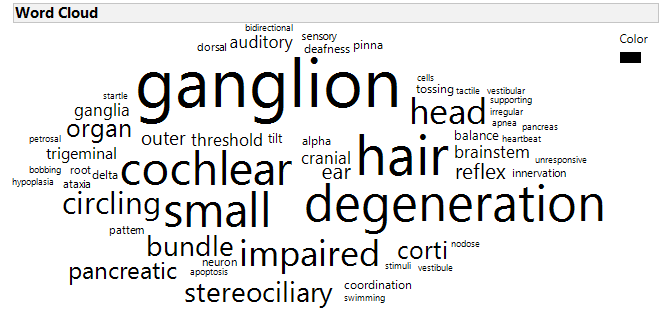 Word Cloud
Color
bidirectional
sensory
auditory
dorsal
deafness
pinna
ganglion
cells
tossing
tactile
vestibular
startle
supporting
ganglia
head
irregular
apnea
organ
pancreas
petrosal
outer
threshold
tilt
alpha
hair
balance
heartbeat
trigeminal
cranial
brainstem
unresponsive
bobbing
root
delta
cochlear
ear
reflex
innervation
hypoplasia
ataxia
circling
small
degeneration
pattern
bundle
impaired
corti
nodose
neuron
pancreatic
apoptosis
stimuli
vestibule
stereociliary
coordination
swimming